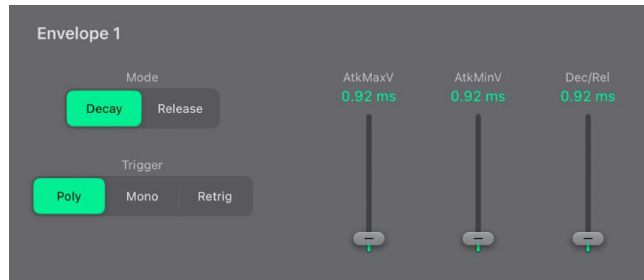 Envelope 1
Mode
Decay Release
Trigger
Poly Mono Retrig
AtkMaxV AtkMinV Dec/Rel
0.92 ms 0.92 ms 0.92 ms